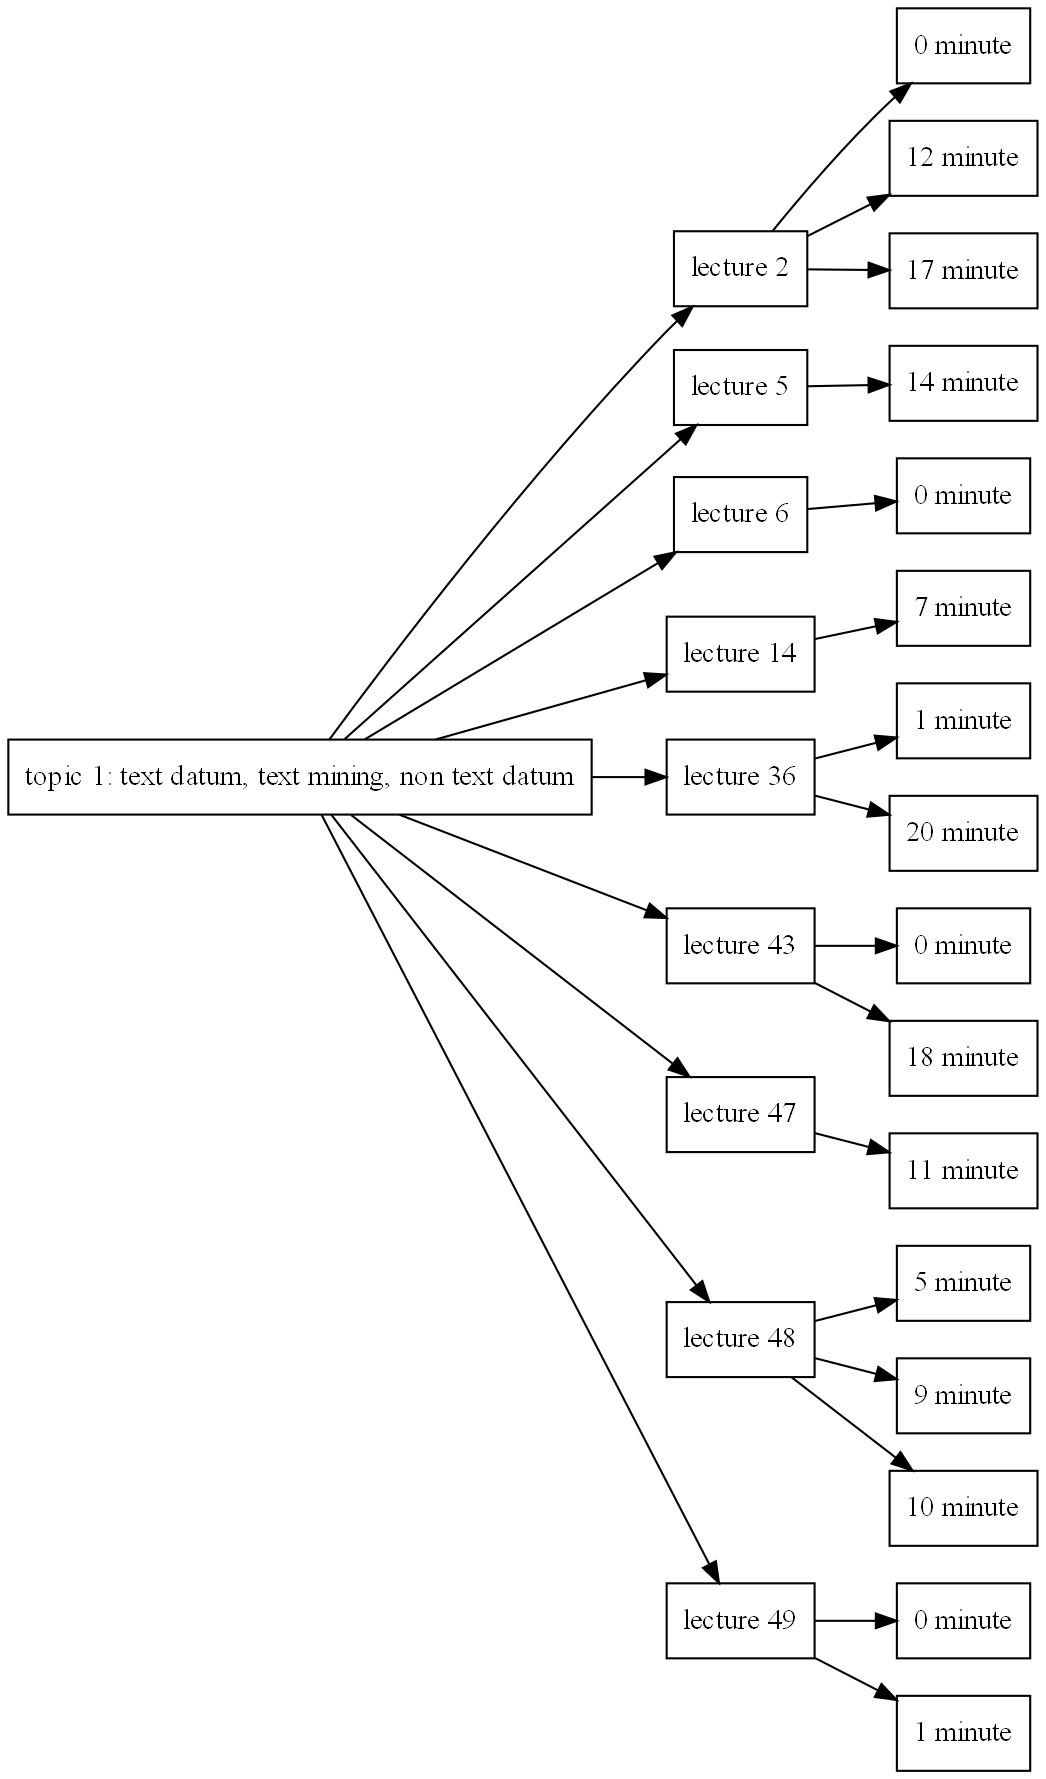 topic 1: text datum, text mining, non text datum
lecture 2
0 minute
12 minute
17 minute
lecture 5
14 minute
lecture 6
0 minute
lecture 14
7 minute
lecture 36
1 minute
20 minute
lecture 43
0 minute
18 minute
lecture 47
11 minute
lecture 48
5 minute
9 minute
10 minute
lecture 49
0 minute
1 minute